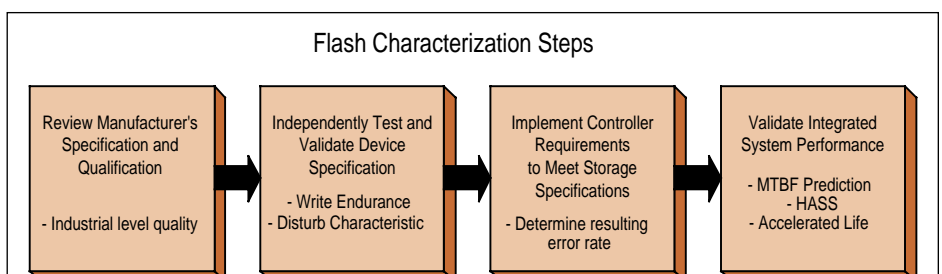 Flash Characterization Steps
Review Manufacturer's
Specification and
Qualification
- Industrial level quality
Independently Test and
Validate Device
Specification
- Write Endurance
- Disturb Characteristic
Implement Controller
Requirements
to Meet Storage
Specifications
- Determine resulting
error rate
Validate Integrated
System Performance
- MTBF Prediction
- HASS
- Accelerated Life